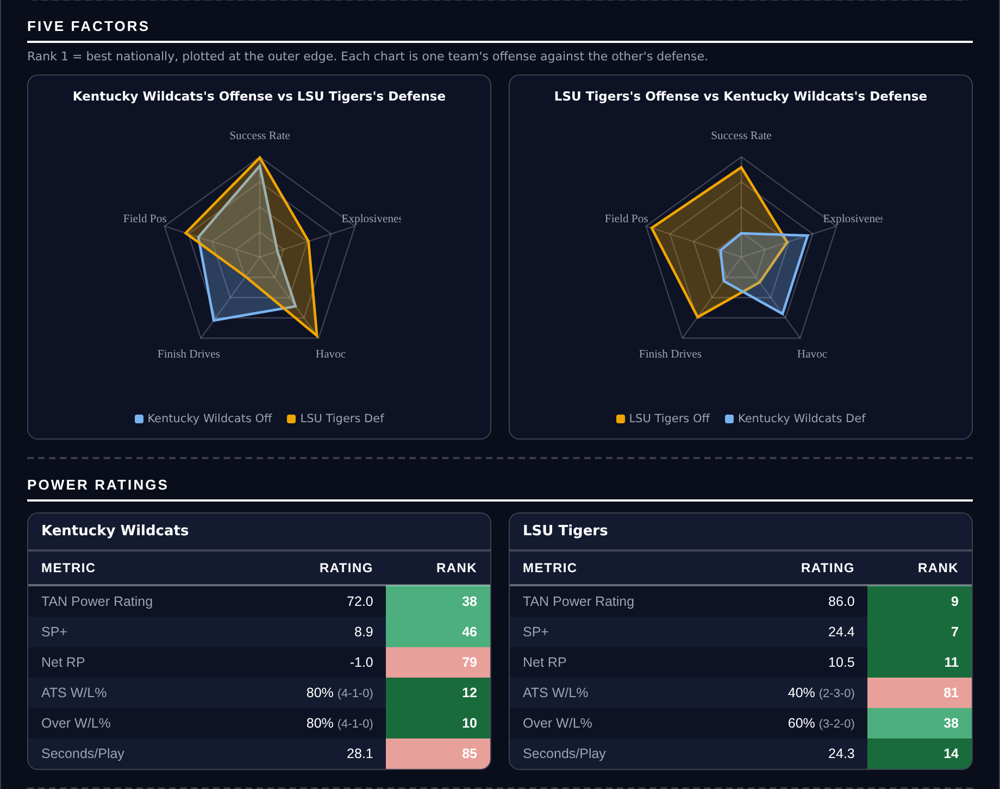 FIVE FACTORS
Rank 1 = best nationally, plotted at the outer edge. Each chart is one team's offense against the other's defense.
Kentucky Wildcats's Offense vs LSU Tigers's Defense
Success Rate
Field Pos
Explosivenes
Finish Drives
Havoc
Kentucky Wildcats Off
LSU Tigers Def
LSU Tigers's Offense vs Kentucky Wildcats's Defense
Success Rate
Field Pos
Explosivenes
Finish Drives
Havoc
LSU Tigers Off
Kentucky Wildcats Def
POWER RATINGS
Kentucky Wildcats
METRIC RATING RANK
TAN Power Rating 72.0 38
SP+ 8.9 46
Net RP -1.0 79
ATS W/L% 80% (4-1-0) 12
Over W/L% 80% (4-1-0) 10
Seconds/Play 28.1 85
LSU Tigers
METRIC RATING RANK
TAN Power Rating 86.0 9
SP+ 24.4 7
Net RP 10.5 11
ATS W/L% 40% (2-3-0) 81
Over W/L% 60% (3-2-0) 38
Seconds/Play 24.3 14